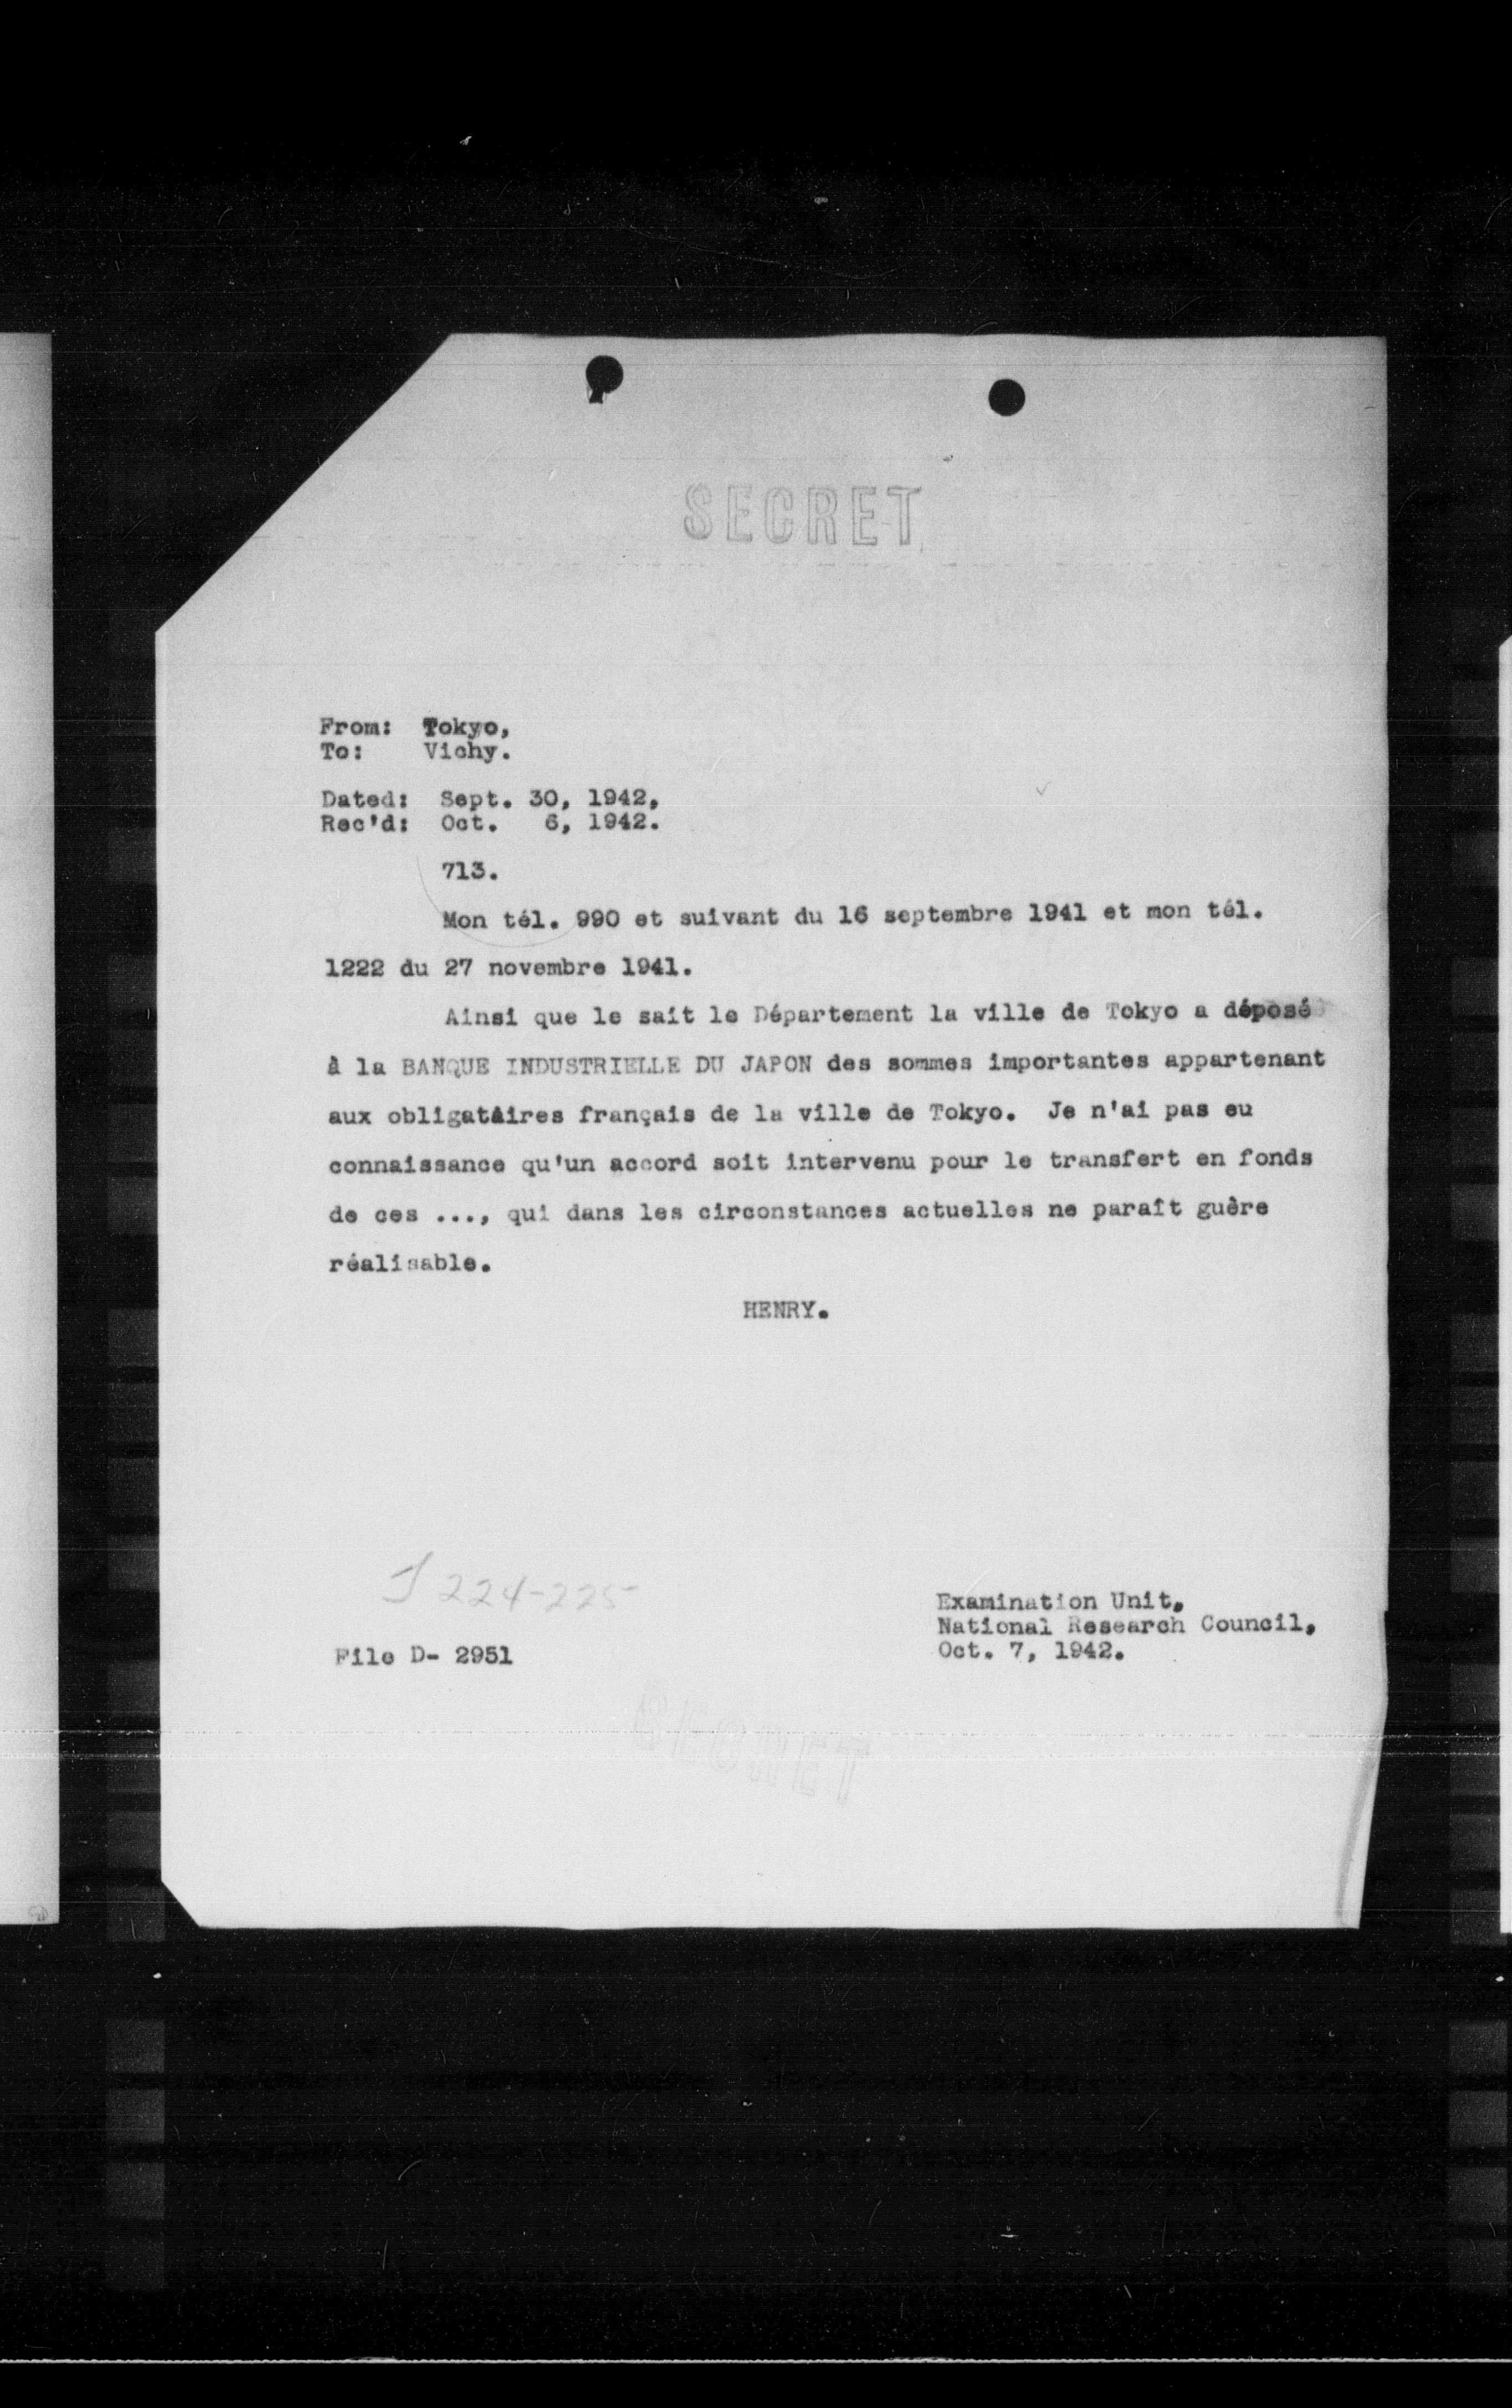 SECRET
From: Tokyo,
To: Vichy.
Dated: Sept. 30, 1942,
Rec'd: Oct. 6, 1942.
713.
Mon tél. 990 et suivant du 16 septembre 1941 et mon tél.
1222 du 27 novembre 1941.
Ainsi que le sait le Département la ville de Tokyo a déposé
à la BANQUE INDUSTRIELLE DU JAPON des sommes importantes appartenant
aux obligataires français de la ville de Tokyo. Je n'ai pas eu
connaissance qu'un accord soit intervenu pour le transfert en fonds
de ces ..., qui dans les circonstances actuelles ne paraît guère
réalisable.
HENRY.
J 224-225
Examination Unit,
National Research Council,
Oct. 7, 1942.
File D- 2951
SECRET